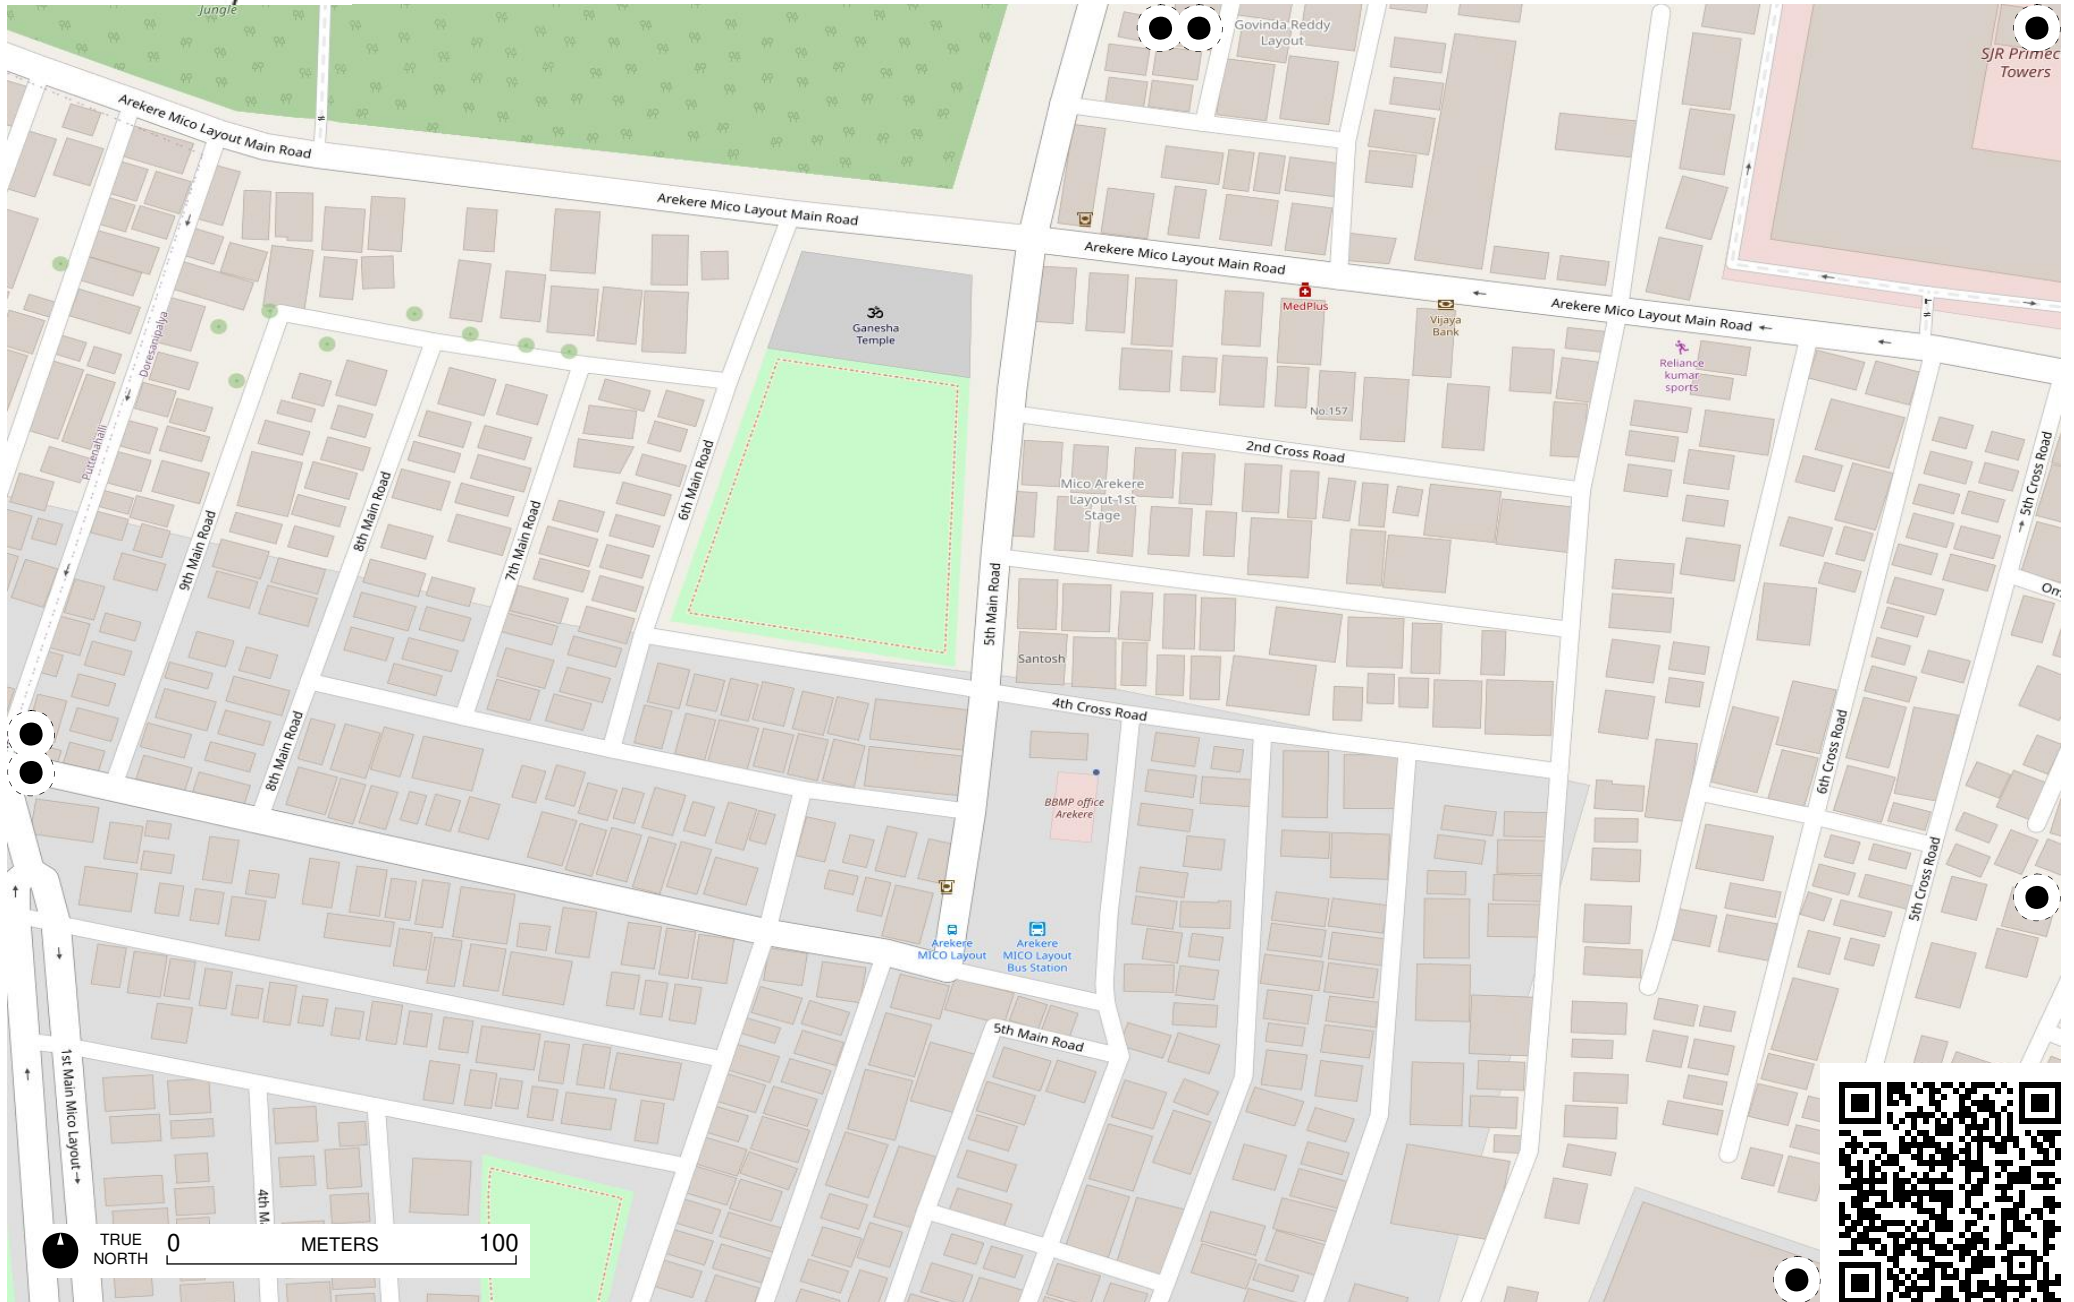 Jungle
Govinda Reddy
Layout
Towers
Arekere Mico Layout Main Road
Arekere Mico Layout Main Road
Arekere Mico Layout Main Road
Arekere Mico Layout Main Road
MedPlus
Vijaya
Bank
Ganesha
Temple
Reliance
kumar
sports
Doresanipalya
Puttenahalli
No.157
2nd Cross Road
Mico Arekere
Layout 1st
Stage
5th Cross Road
6th Main Road
8th Main Road
7th Main Road
9th Main Road
5th Main Road
Santosh
4th Cross Road
8th Main Road
6th Cross Road
BBMP office
Arekere
5th Cross Road
Arekere
MICO Layout
Arekere
MICO Layout
Bus Station
5th Main Road
1st Main Mico Layout
4th M
TRUE
NORTH
0
METERS
100